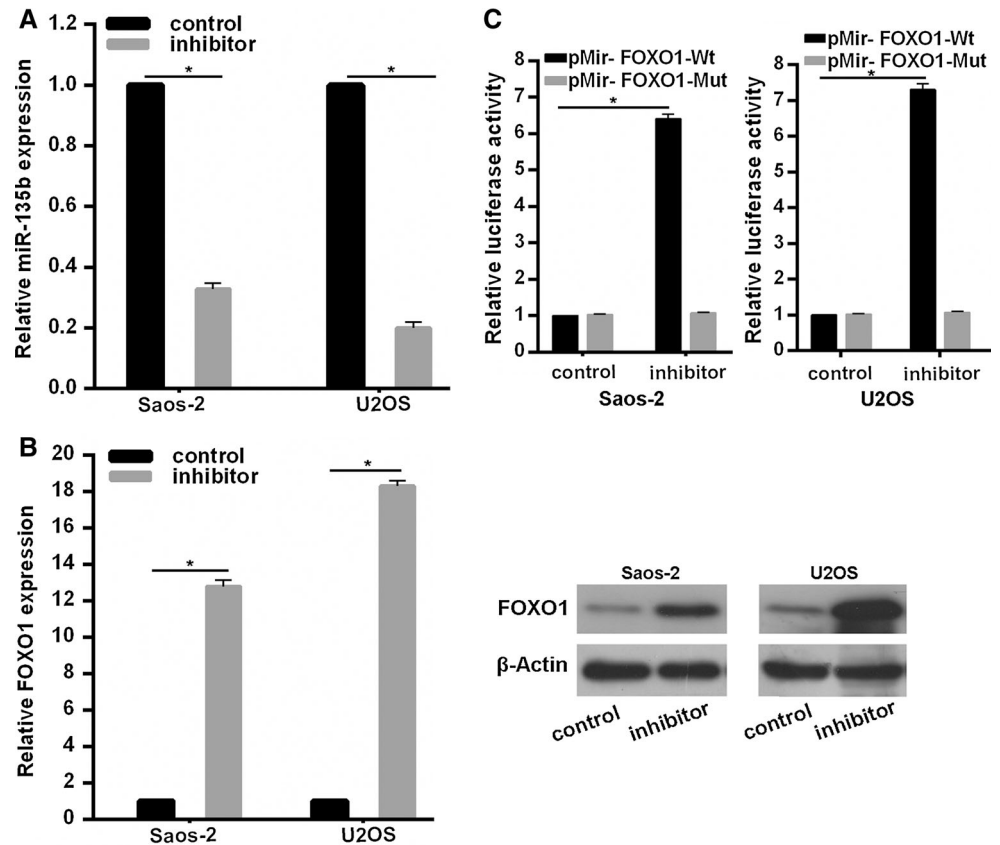 A
control
inhibitor
Relative miR-135b expression
1.2
1.0
0.8
0.6
0.4
0.2
0.0
*
*
Saos-2
U2OS
C
pMir- FOXO1-Wt
pMir- FOXO1-Mut
Relative luciferase activity
8
7
6
5
4
3
2
1
0
*
control
inhibitor
Saos-2
pMir- FOXO1-Wt
pMir- FOXO1-Mut
Relative luciferase activity
8
7
6
5
4
3
2
1
0
*
control
inhibitor
U2OS
B
control
inhibitor
Relative FOXO1 expression
20
18
16
14
12
10
8
6
4
2
0
*
*
Saos-2
U2OS
Saos-2
U2OS
FOXO1
β-Actin
control
inhibitor
control
inhibitor